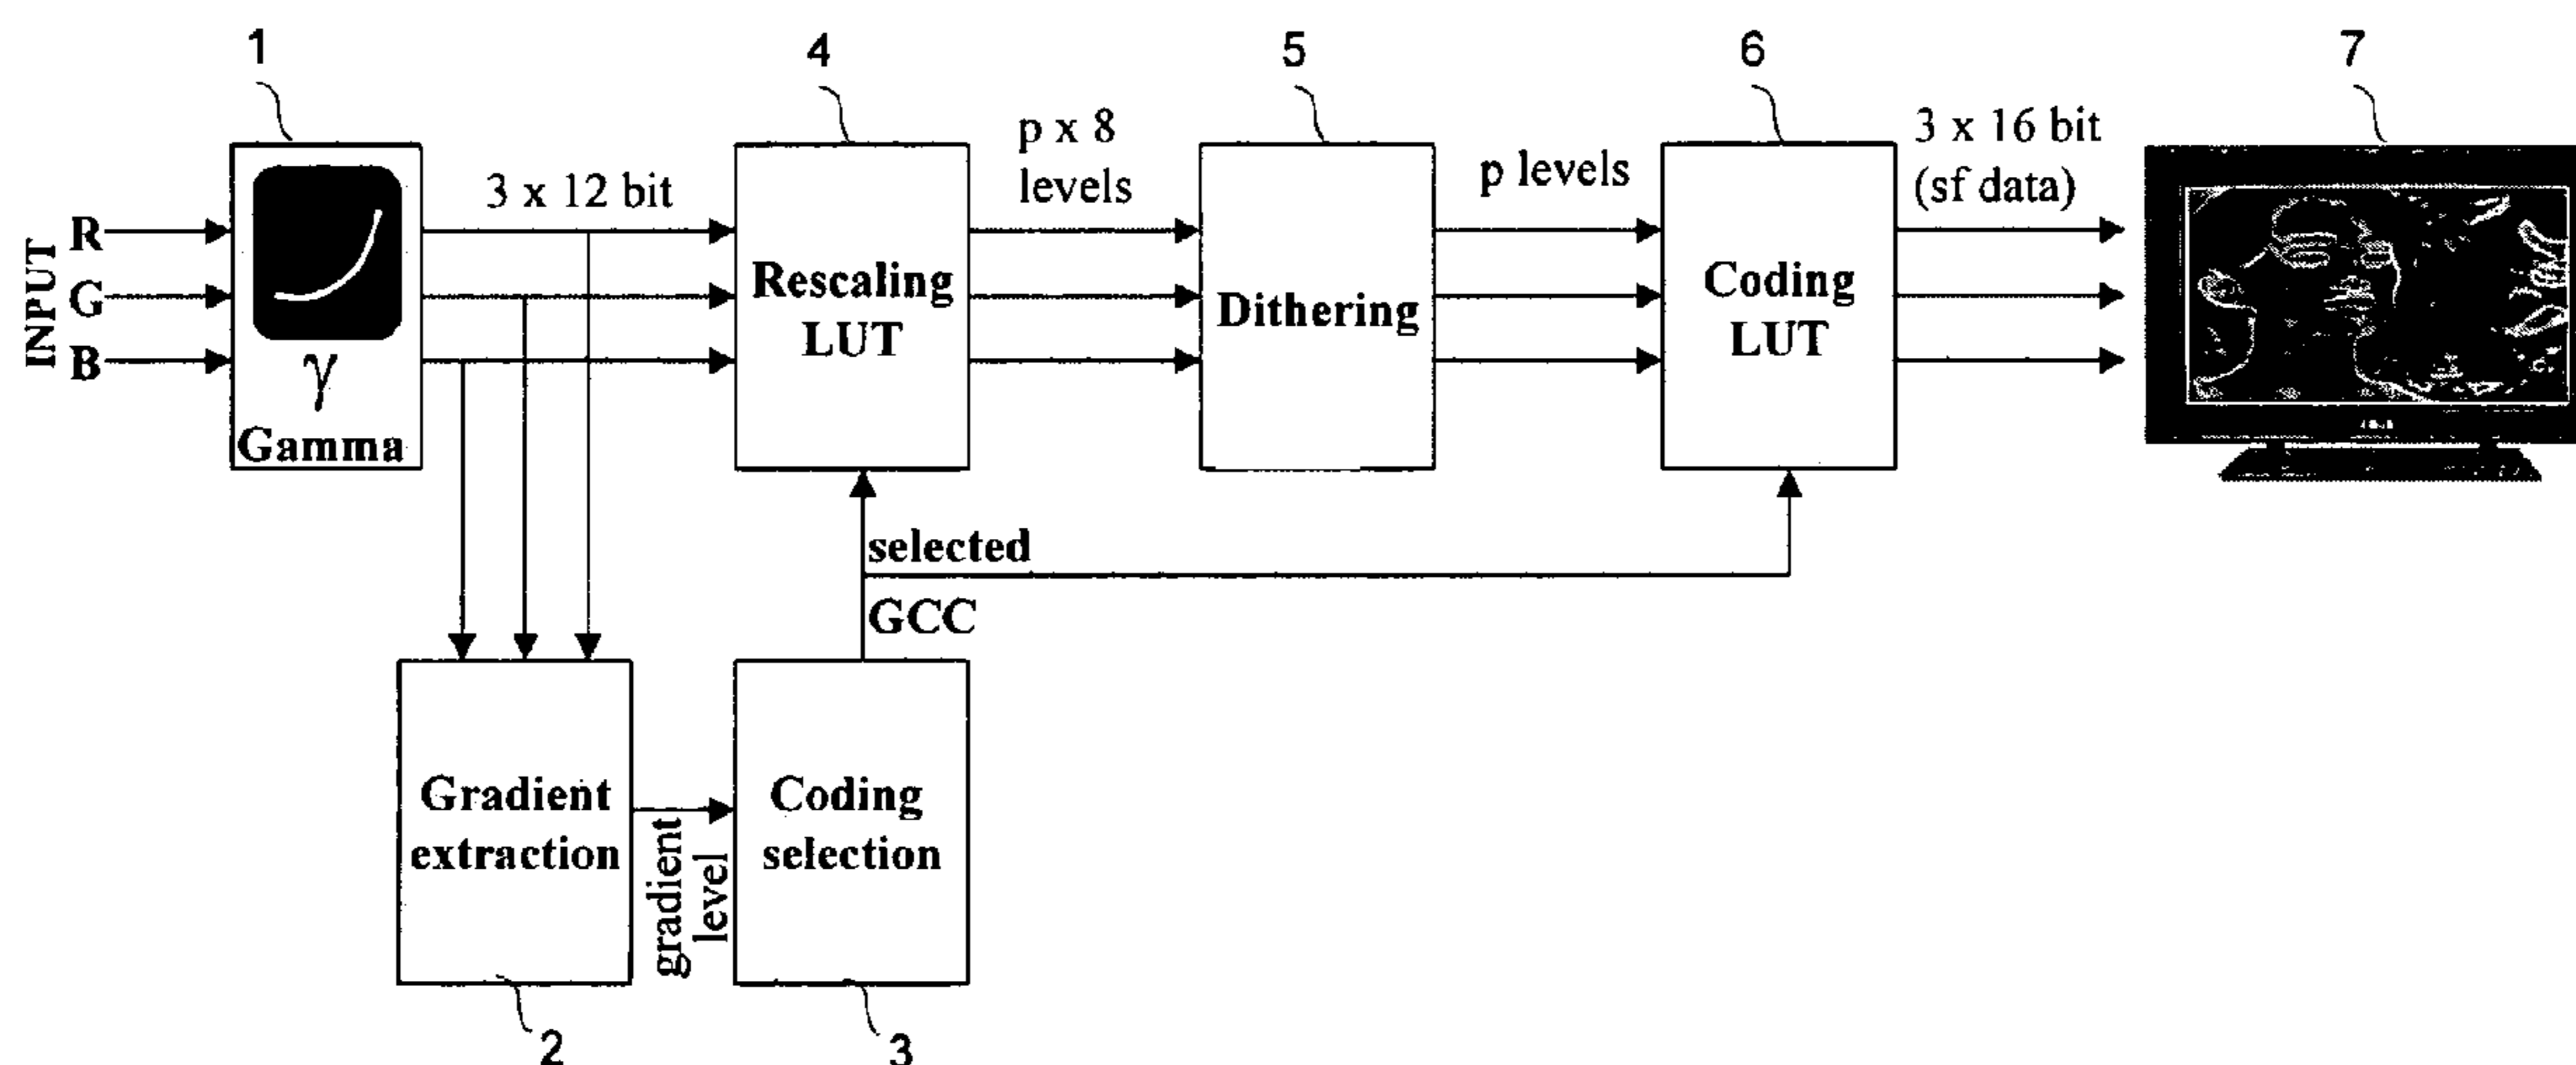 1
4
5
6
7
INPUT
R
G
B
γ
Gamma
3 x 12 bit
Rescaling
LUT
p x 8
levels
Dithering
p levels
Coding
LUT
3 x 16 bit
(sf data)
selected
GCC
Gradient
extraction
gradient
level
Coding
selection
2
3